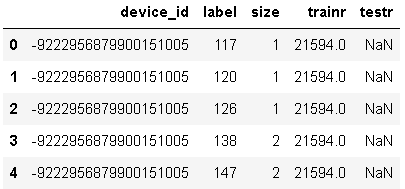 device_id label size trainr testr
0 -9222956879900151005 117 1 21594.0 NaN
1 -9222956879900151005 120 1 21594.0 NaN
2 -9222956879900151005 126 1 21594.0 NaN
3 -9222956879900151005 138 2 21594.0 NaN
4 -9222956879900151005 147 2 21594.0 NaN